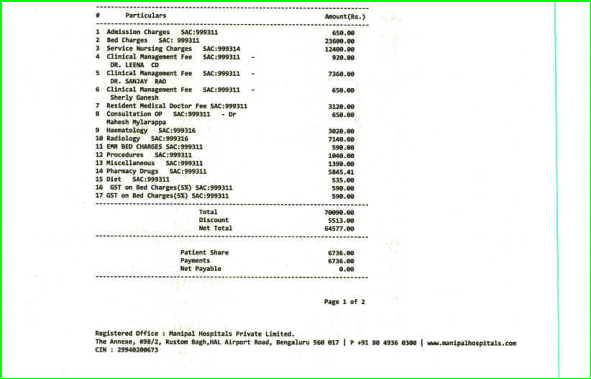 # Particulars Amount(Rs.)
1 Admission Charges SAC:999311 650.00
2 Bed Charges SAC: 999311 23600.00
3 Service Nursing Charges SAC:999314 12400.00
4 Clinical Management Fee SAC:999311 - 920.00
DR. LEENA CD
5 Clinical Management Fee SAC:999311 - 7360.00
DR. SANJAY RAO
6 Clinical Management Fee SAC:999311 - 650.00
Sherly Ganesh
7 Resident Medical Doctor Fee SAC:999311 3120.00
8 Consultation OP SAC:999311 - Dr 650.00
Mahesh Mylarappa
9 Haematology SAC:999316 3020.00
10 Radiology SAC:999316 7140.00
11 EMR BED CHARGES SAC:999311 590.00
12 Procedures SAC:999311 1040.00
13 Miscellaneous SAC:999311 1390.00
14 Pharmacy Drugs SAC:999311 5845.41
15 Diet SAC:999311 535.00
16 GST on Bed Charges(5%) SAC:999311 590.00
17 GST on Bed Charges(5%) SAC:999311 590.00
Total 70090.00
Discount 5513.00
Net Total 64577.00
Patient Share 6736.00
Payments 6736.00
Net Payable 0.00
Page 1 of 2
Registered Office : Manipal Hospitals Private Limited.
The Annexe, #98/2, Rustom Bagh,HAL Airport Road, Bengaluru 560 017 | P +91 80 4936 0300 | www.manipalhospitals.com
CIN : 29940200673